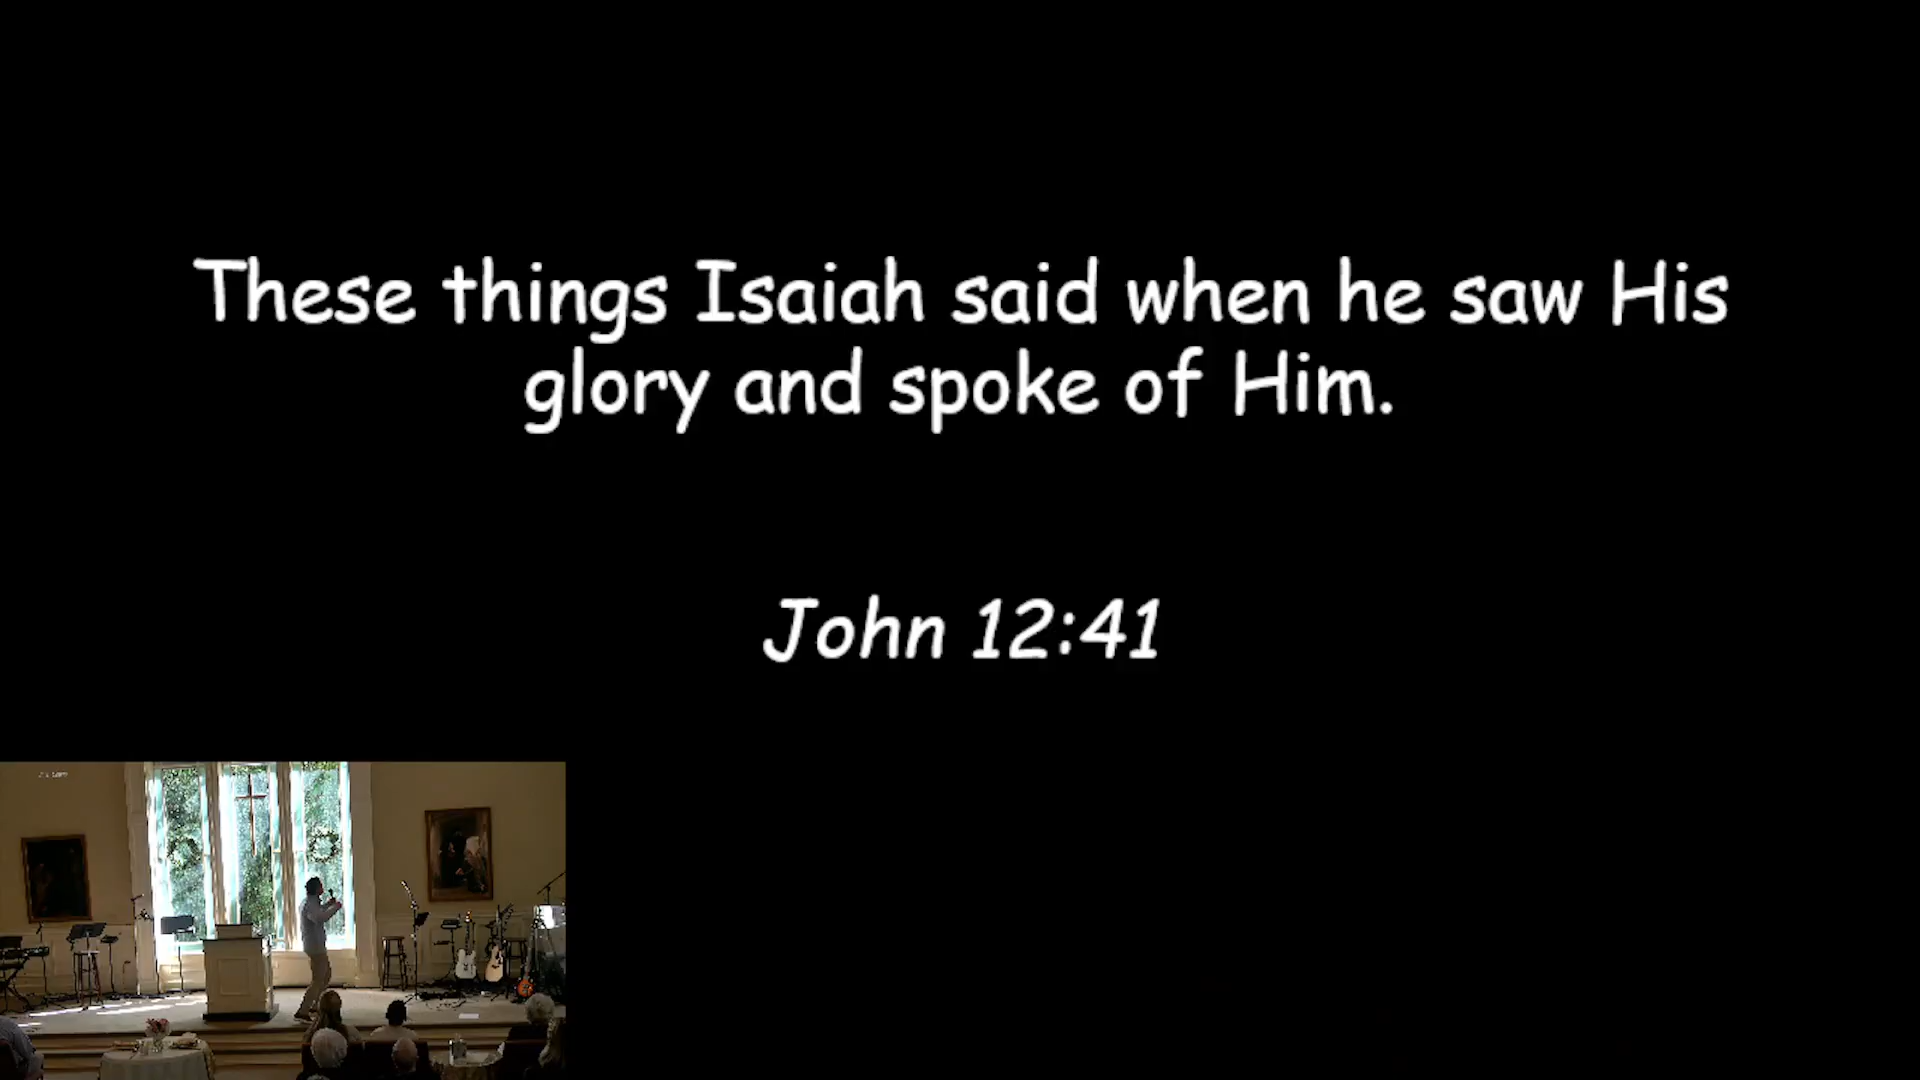 These things Isaiah said when he saw His
glory and spoke of Him.
John 12:41